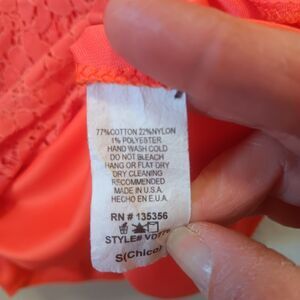 77%COTTON 22%NYLON
1% POLYESTER
HAND WASH COLD
DO NOT BLEACH
HANG OR FLAT DRY
DRY CLEANING
RECOMMENDED
MADE IN U.S.A.
HECHO EN E.U.A.
RN # 135356
STYLE#
S(Chico)